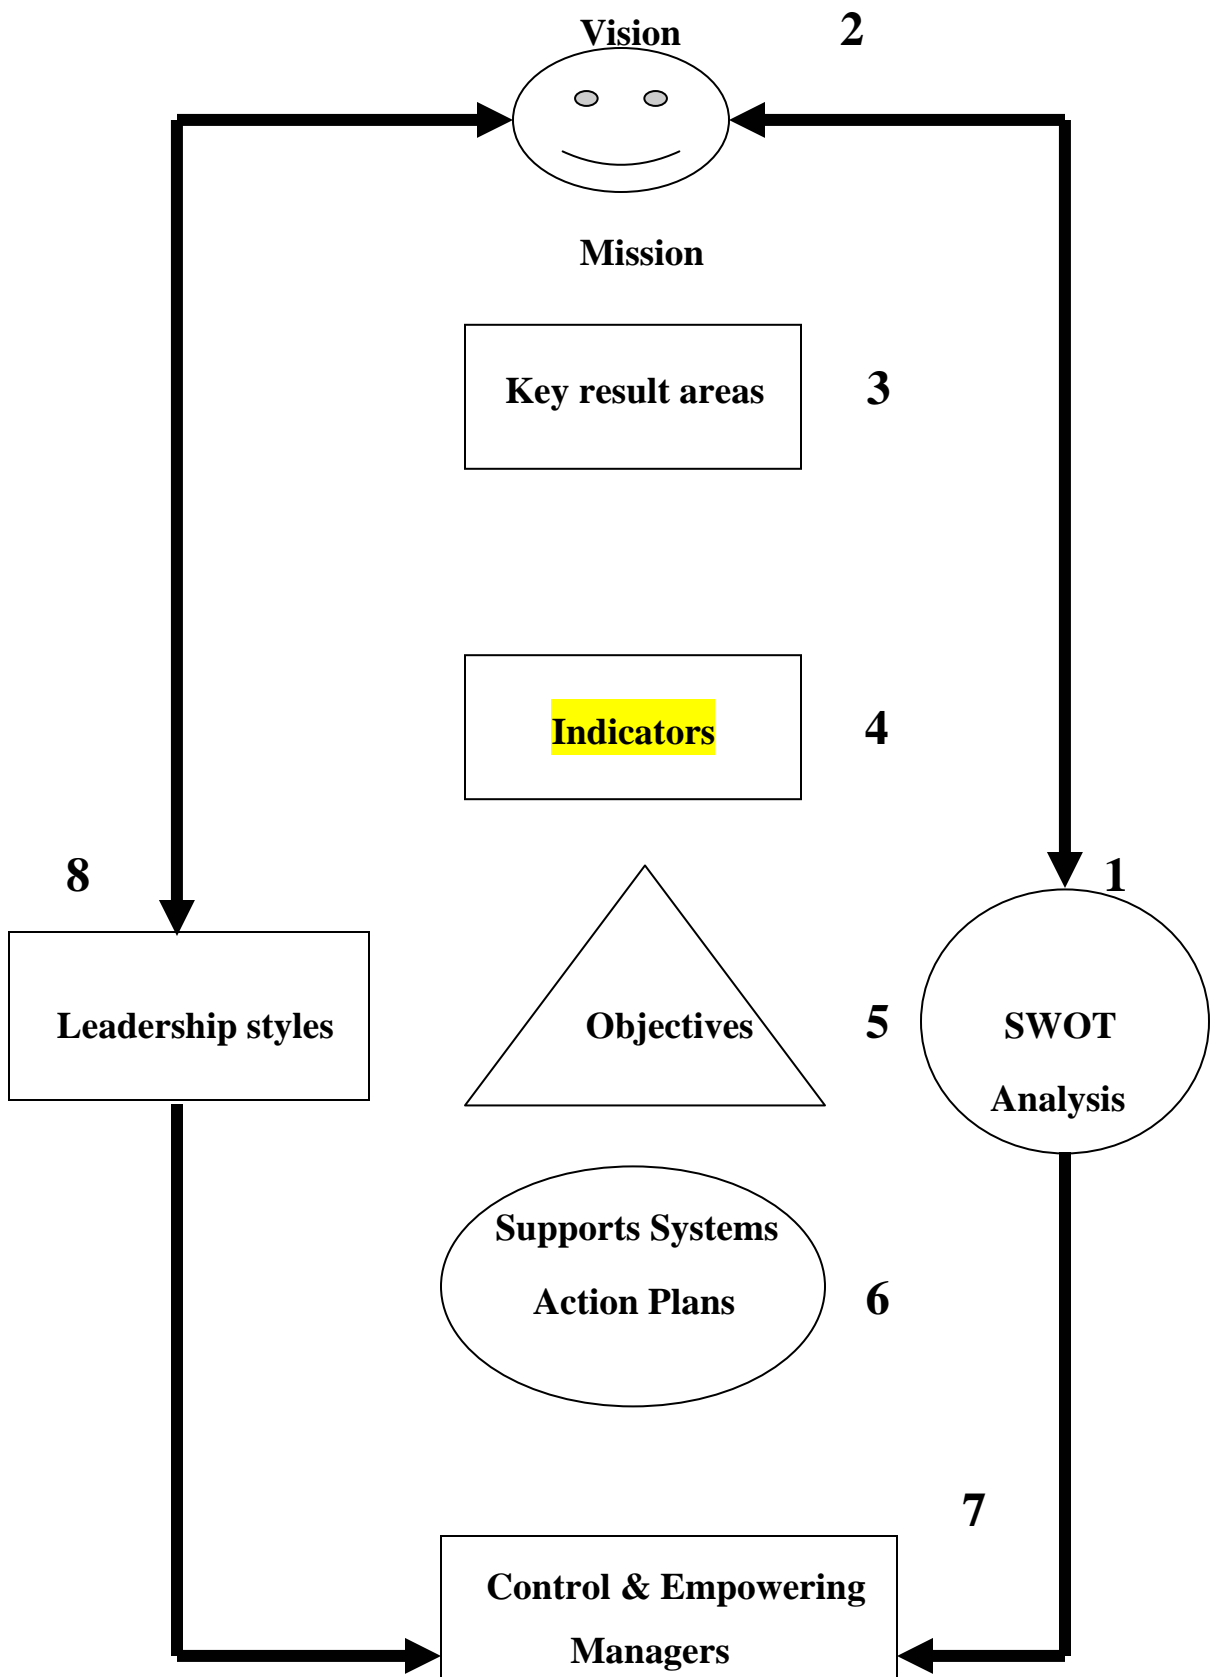 Vision 2
Mission
Key result areas 3
Indicators 4
8 1
Leadership styles Objectives 5 SWOT
Analysis
Supports Systems
Action Plans 6
7
Control & Empowering
Managers